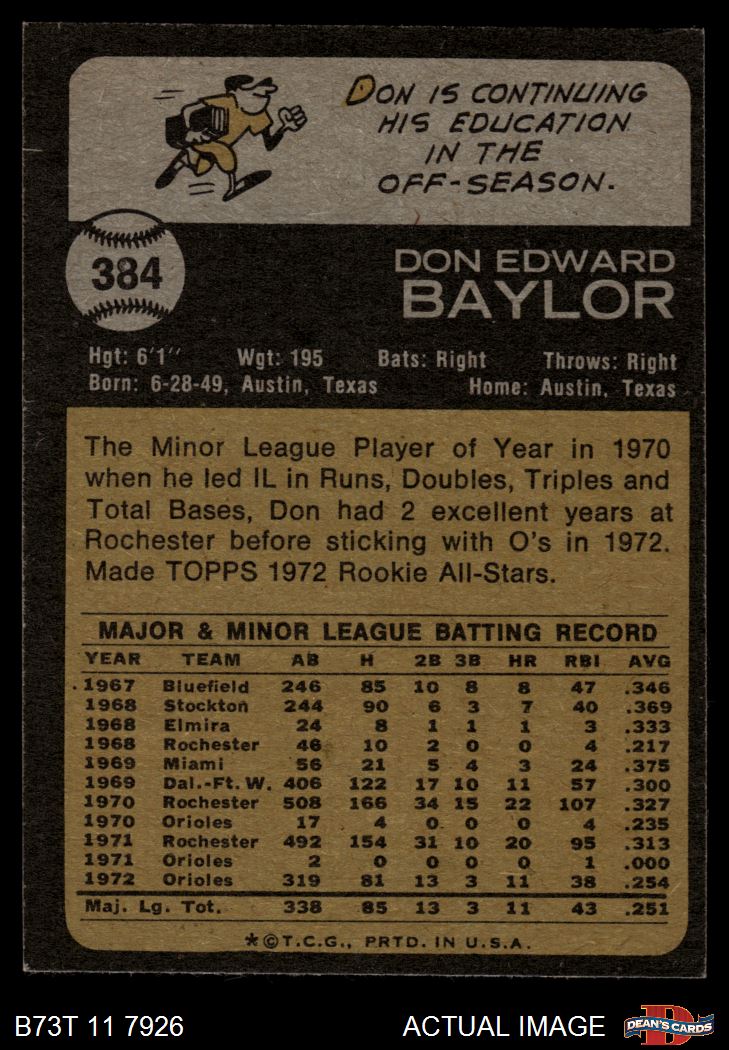 DON IS CONTINUING
HIS EDUCATION
IN THE
OFF-SEASON.
384
DON EDWARD
BAYLOR
Hgt: 6'1" Wgt: 195 Bats: Right Throws: Right
Born: 6-28-49, Austin, Texas Home: Austin, Texas
The Minor League Player of Year in 1970
when he led IL in Runs, Doubles, Triples and
Total Bases, Don had 2 excellent years at
Rochester before sticking with O's in 1972.
Made TOPPS 1972 Rookie All-Stars.
MAJOR & MINOR LEAGUE BATTING RECORD
YEAR TEAM AB H 2B 3B HR RBI AVG
1967 Bluefield 246 85 10 8 8 47 .346
1968 Stockton 244 90 6 3 7 40 .369
1968 Elmira 24 8 1 1 1 3 .333
1968 Rochester 46 10 2 0 0 4 .217
1969 Miami 56 21 5 4 3 24 .375
1969 Dal.-Ft. W. 406 122 17 10 11 57 .300
1970 Rochester 508 166 34 15 22 107 .327
1970 Orioles 17 4 0 0 0 4 .235
1971 Rochester 492 154 31 10 20 95 .313
1971 Orioles 2 0 0 0 0 1 .000
1972 Orioles 319 81 13 3 11 38 .254
Maj. Lg. Tot. 338 85 13 3 11 43 .251
*©T.C.G., PRTD. IN U.S.A.
B73T 11 7926 ACTUAL IMAGE
D
DEAN'S CARDS